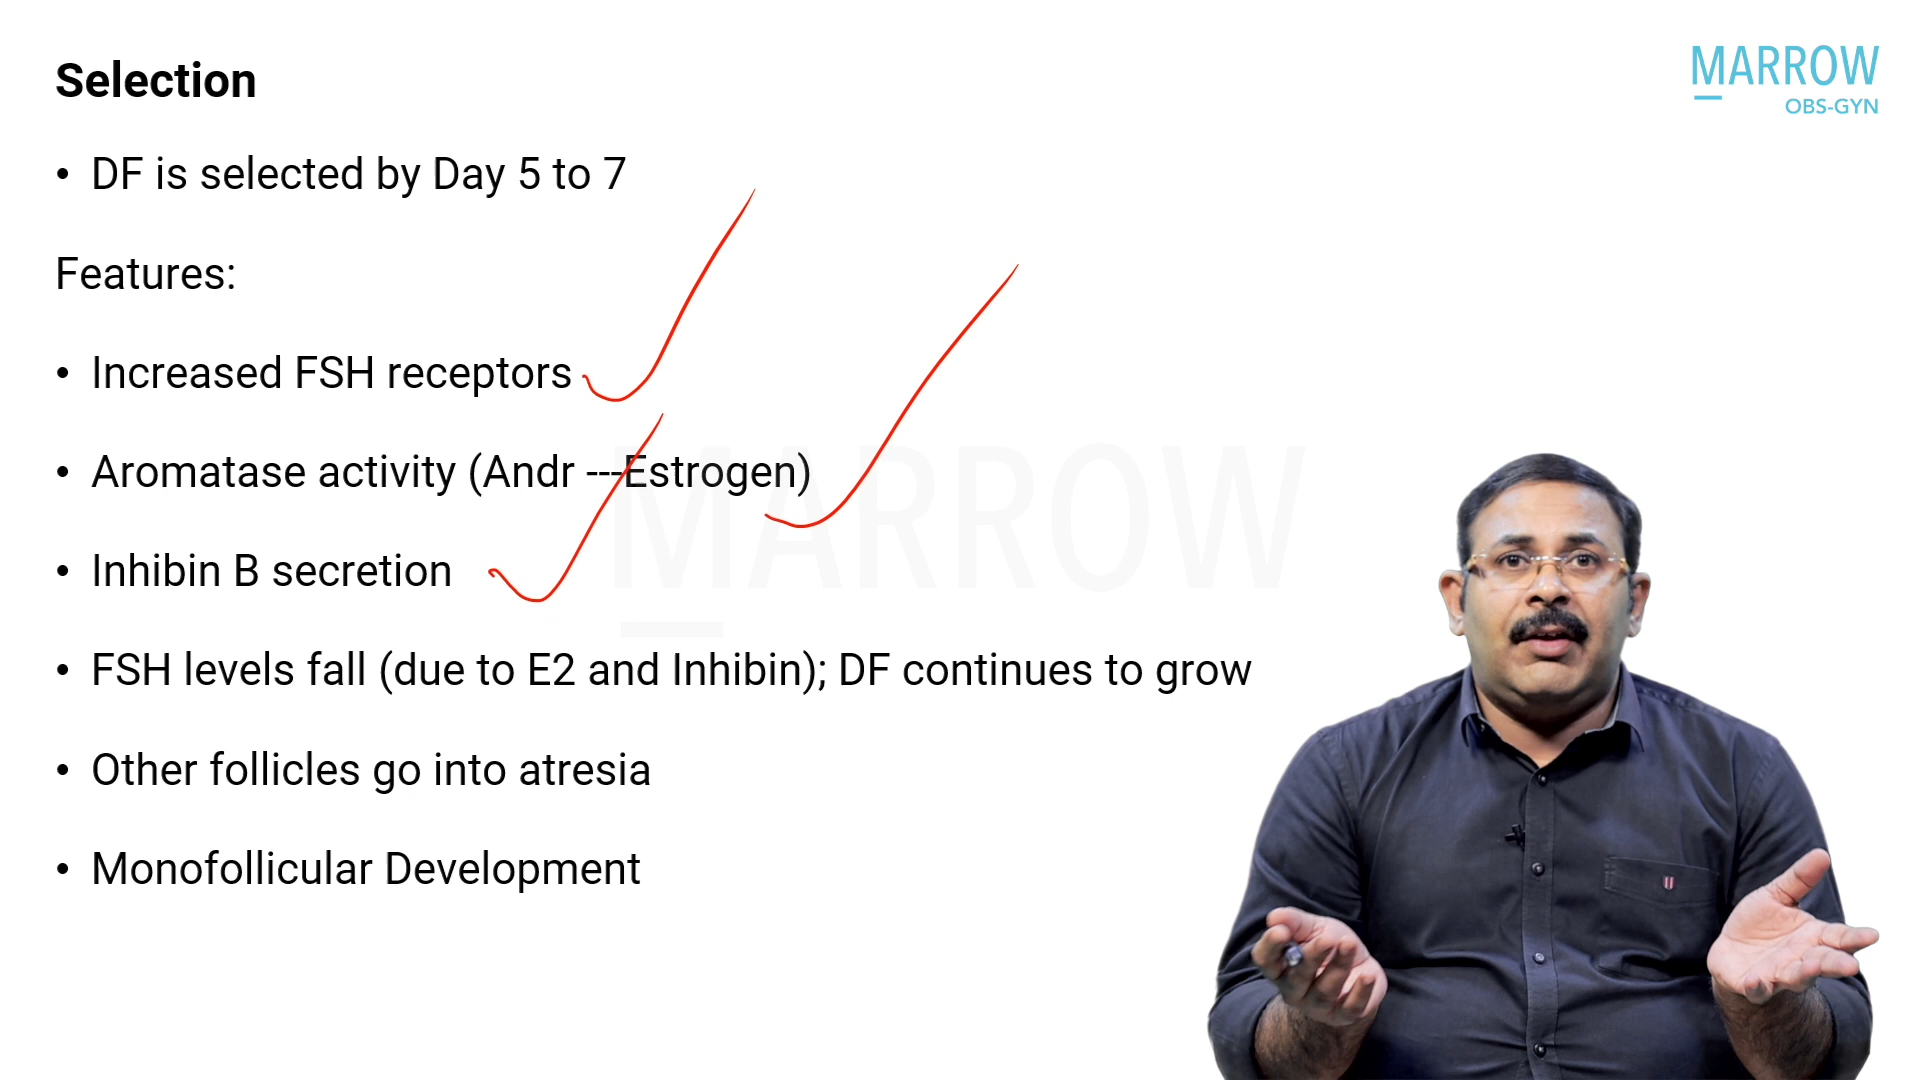 Selection
MARROW
OBS-GYN
• DF is selected by Day 5 to 7
Features:
• Increased FSH receptors
• Aromatase activity (Andr ---Estrogen)
• Inhibin B secretion
MARROW
• FSH levels fall (due to E2 and Inhibin); DF continues to grow
• Other follicles go into atresia
• Monofollicular Development